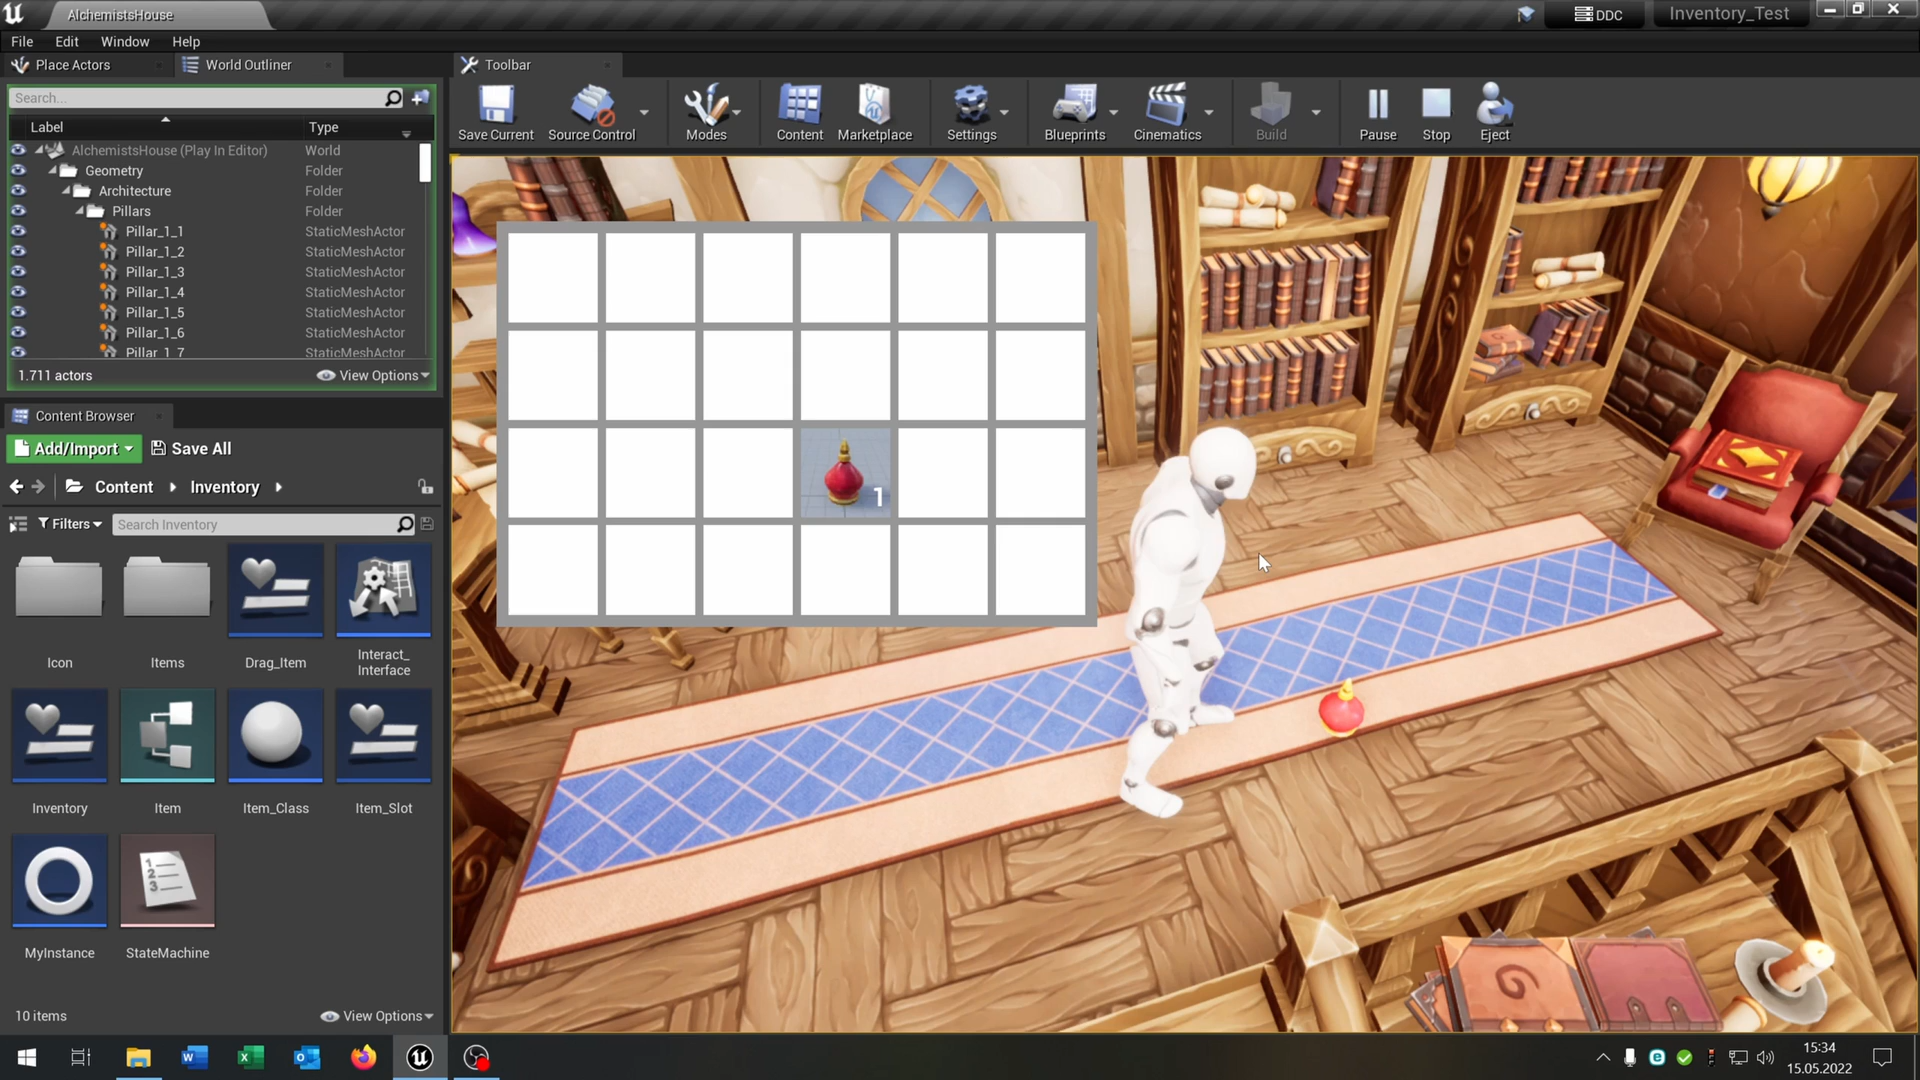 AlchemistsHouse
DDC
Inventory_Test
File
Edit
Window
Help
Place Actors
World Outliner
Toolbar
Search...
Label
Type
AlchemistsHouse (Play In Editor)
World
Geometry
Folder
Architecture
Folder
Pillars
Folder
Pillar_1_1
StaticMeshActor
Pillar_1_2
StaticMeshActor
Pillar_1_3
StaticMeshActor
Pillar_1_4
StaticMeshActor
Pillar_1_5
StaticMeshActor
Pillar_1_6
StaticMeshActor
Pillar_1_7
StaticMeshActor
1.711 actors
View Options
Save Current
Source Control
Modes
Content
Marketplace
Settings
Blueprints
Cinematics
Build
Pause
Stop
Eject
1
Content Browser
Add/Import
Save All
Content
Inventory
Filters
Search Inventory
Icon
Items
Drag_Item
Interact_
Interface
Inventory
Item
Item_Class
Item_Slot
MyInstance
StateMachine
10 items
View Options
15:34
15.05.2022